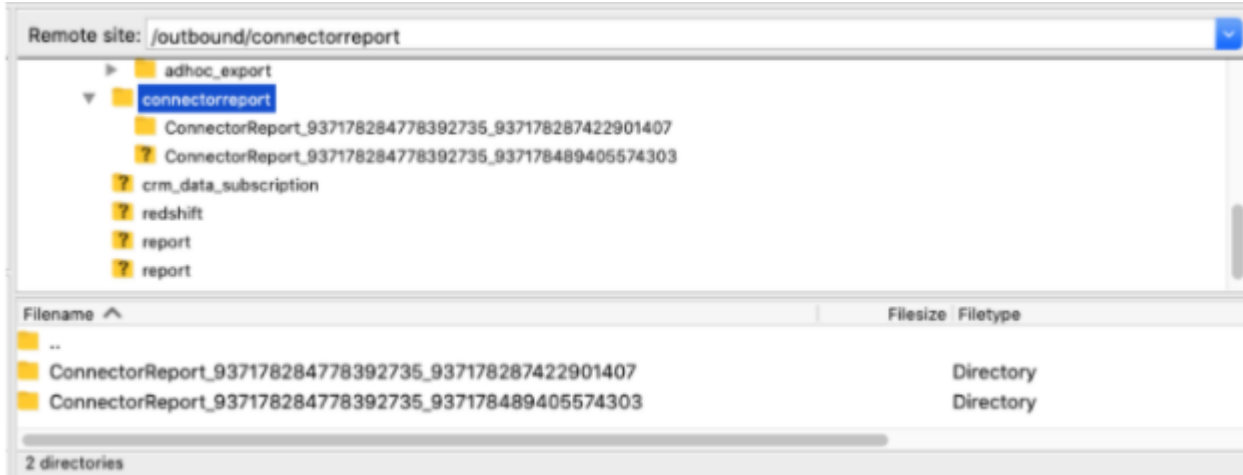 Remote site: /outbound/connectorreport
adhoc_export
connectorreport
ConnectorReport_937178284778392735_937178287422901407
? ConnectorReport_937178284778392735_937178489405574303
? crm_data_subscription
? redshift
? report
? report
Filename Filesize Filetype
..
ConnectorReport_937178284778392735_937178287422901407 Directory
ConnectorReport_937178284778392735_937178489405574303 Directory
2 directories